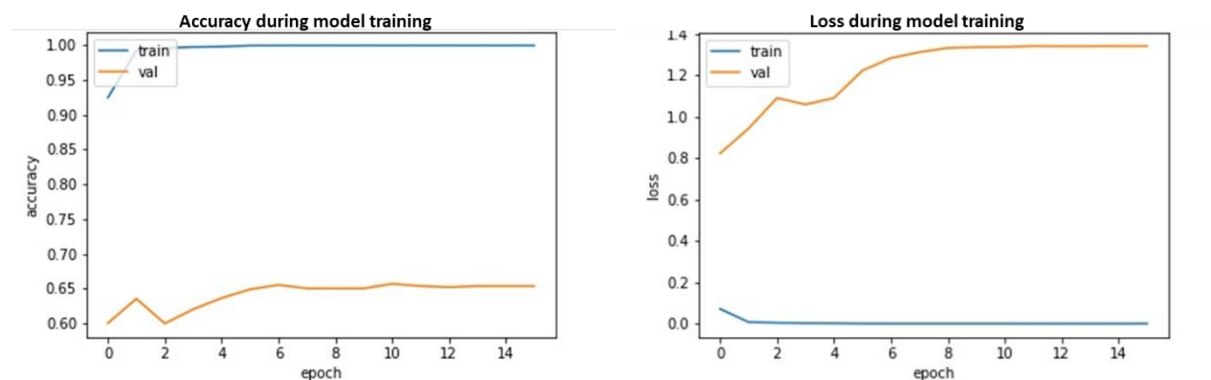 Accuracy during model training
1.00
0.95
0.90
0.85
0.80
0.75
0.70
0.65
0.60
accuracy
train
val
0 2 4 6 8 10 12 14
epoch
Loss during model training
1.4
1.2
1.0
0.8
0.6
0.4
0.2
0.0
loss
train
val
0 2 4 6 8 10 12 14
epoch